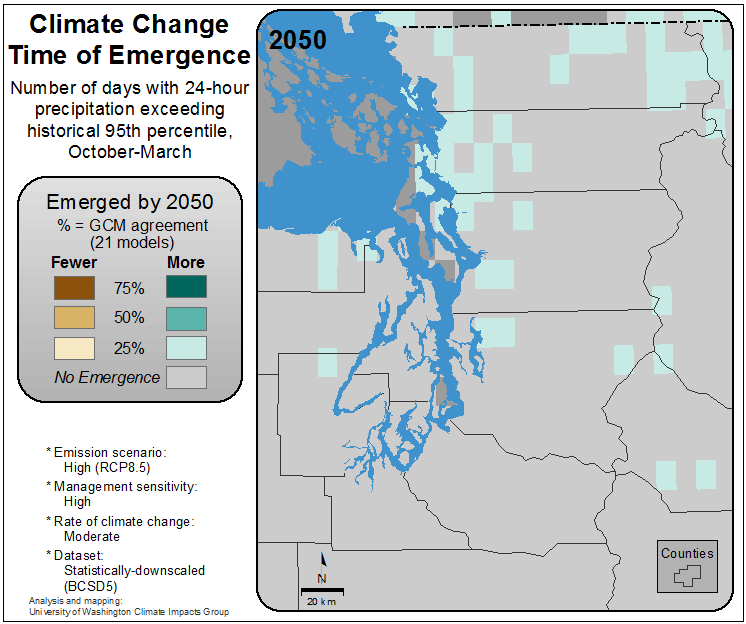 Climate Change
Time of Emergence
Number of days with 24-hour
precipitation exceeding
historical 95th percentile,
October-March
Emerged by 2050
% = GCM agreement
(21 models)
Fewer More
75%
50%
25%
No Emergence
* Emission scenario:
High (RCP8.5)
* Management sensitivity:
High
* Rate of climate change:
Moderate
* Dataset:
Statistically-downscaled
(BCSD5)
Analysis and mapping:
University of Washington Climate Impacts Group
2050
N
20 km
Counties